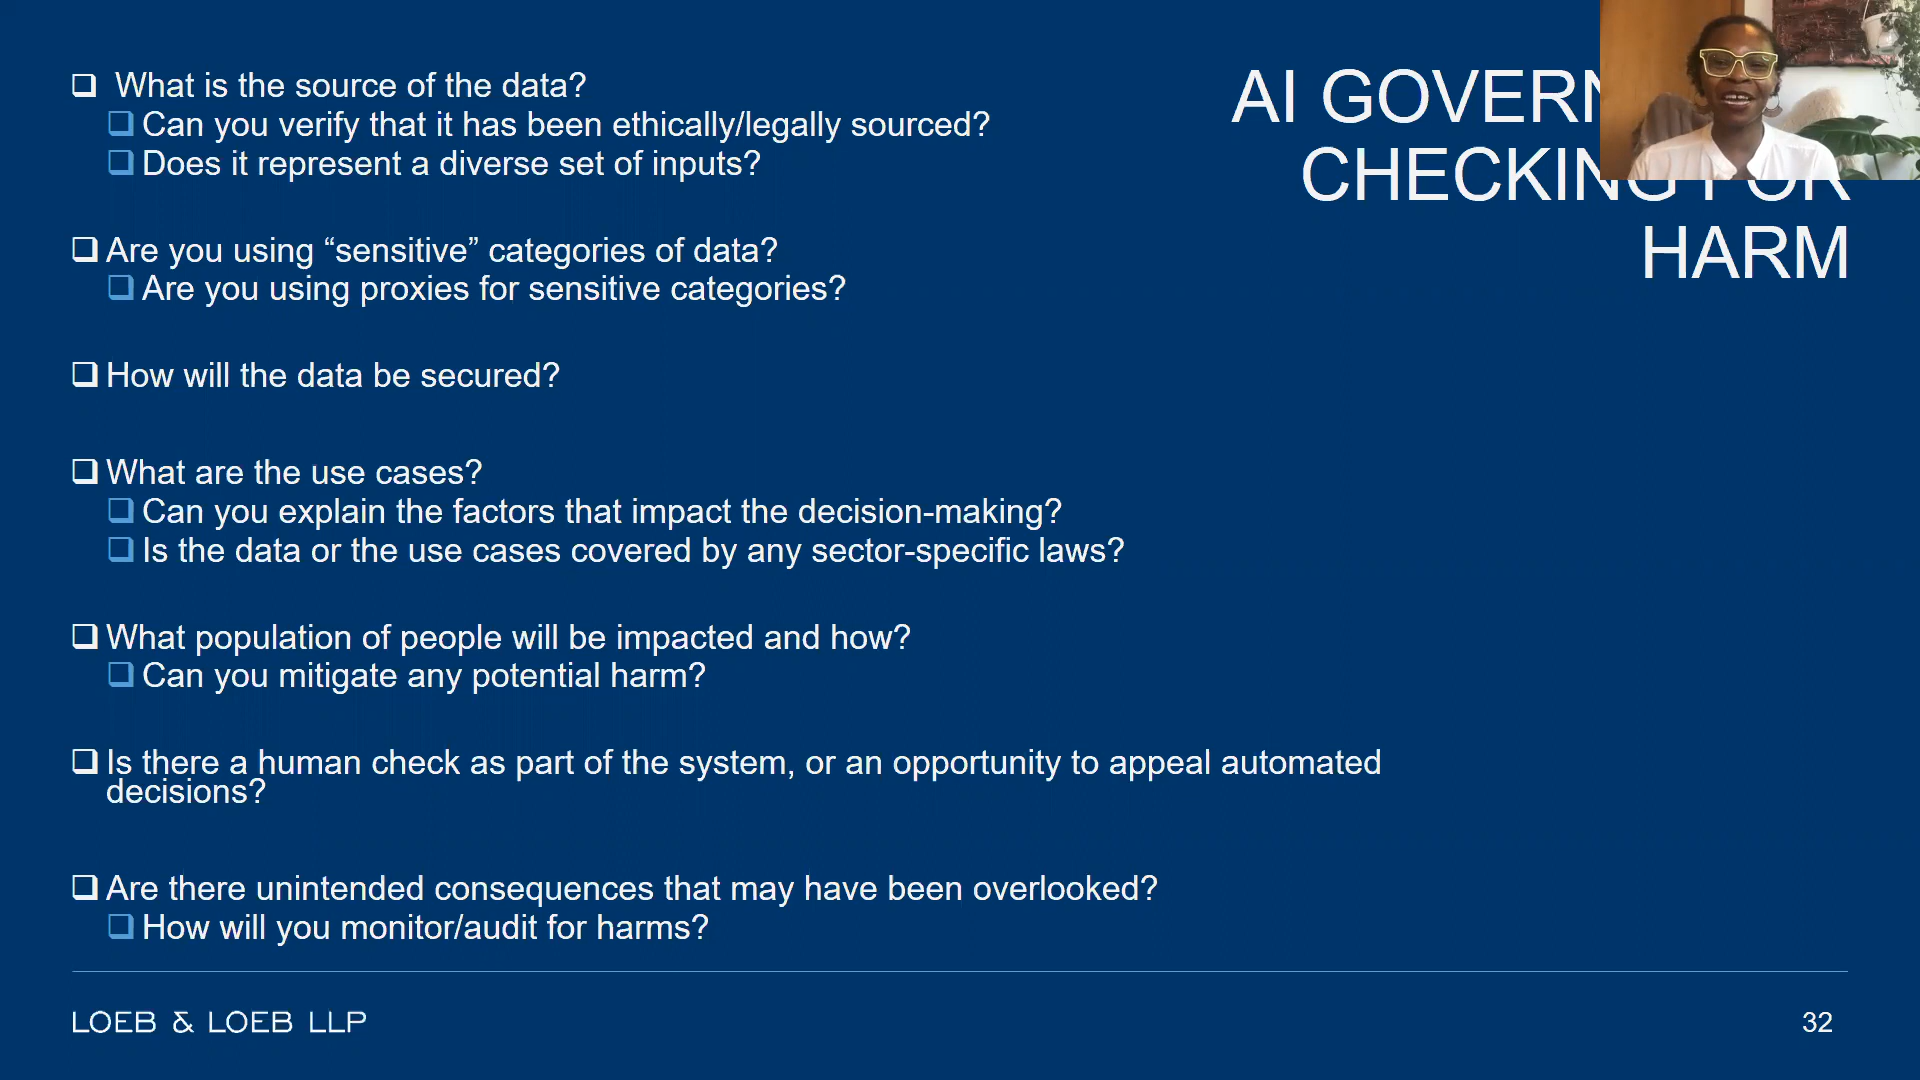 What is the source of the data?
Can you verify that it has been ethically/legally sourced?
Does it represent a diverse set of inputs?
Are you using “sensitive” categories of data?
Are you using proxies for sensitive categories?
How will the data be secured?
What are the use cases?
Can you explain the factors that impact the decision-making?
Is the data or the use cases covered by any sector-specific laws?
What population of people will be impacted and how?
Can you mitigate any potential harm?
Is there a human check as part of the system, or an opportunity to appeal automated
decisions?
Are there unintended consequences that may have been overlooked?
How will you monitor/audit for harms?
AI
CHECKING FOR
HARM
LOEB & LOEB LLP
32